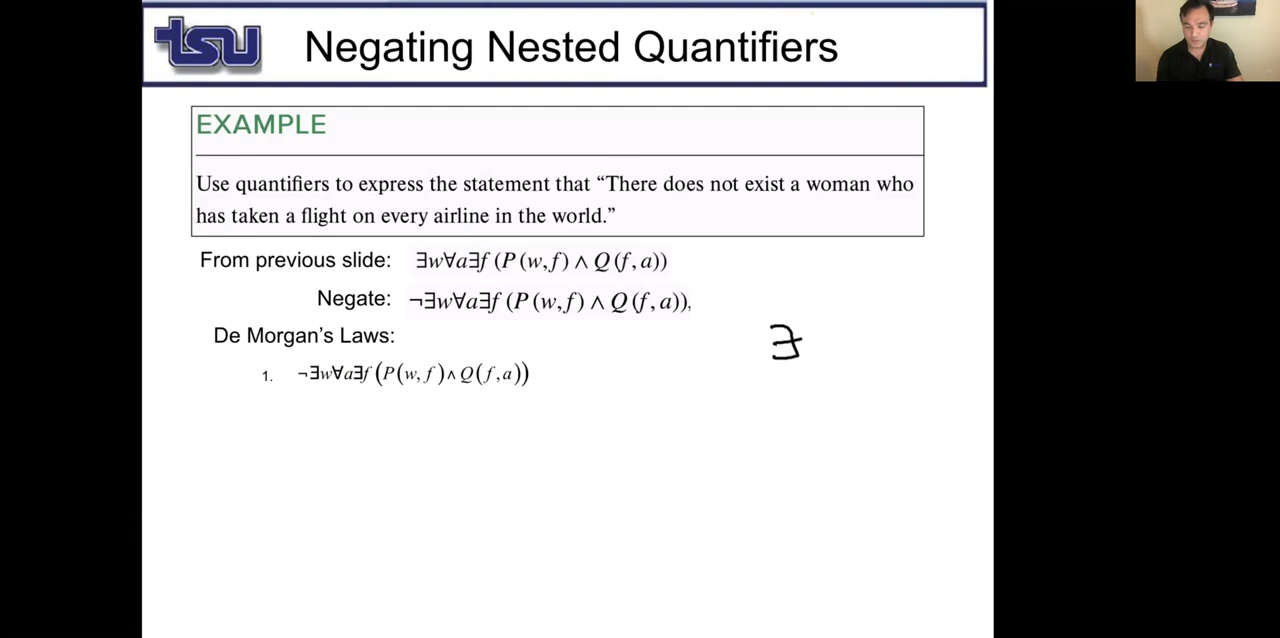 tsu
Negating Nested Quantifiers
EXAMPLE
Use quantifiers to express the statement that “There does not exist a woman who
has taken a flight on every airline in the world.”
From previous slide: ∃w∀a∃f (P (w,f) ∧ Q (f, a))
Negate: ¬∃w∀a∃f (P (w,f) ∧ Q (f, a)),
De Morgan’s Laws:
∃
1. ¬∃w∀a∃f (P(w, f) ∧ Q(f, a))